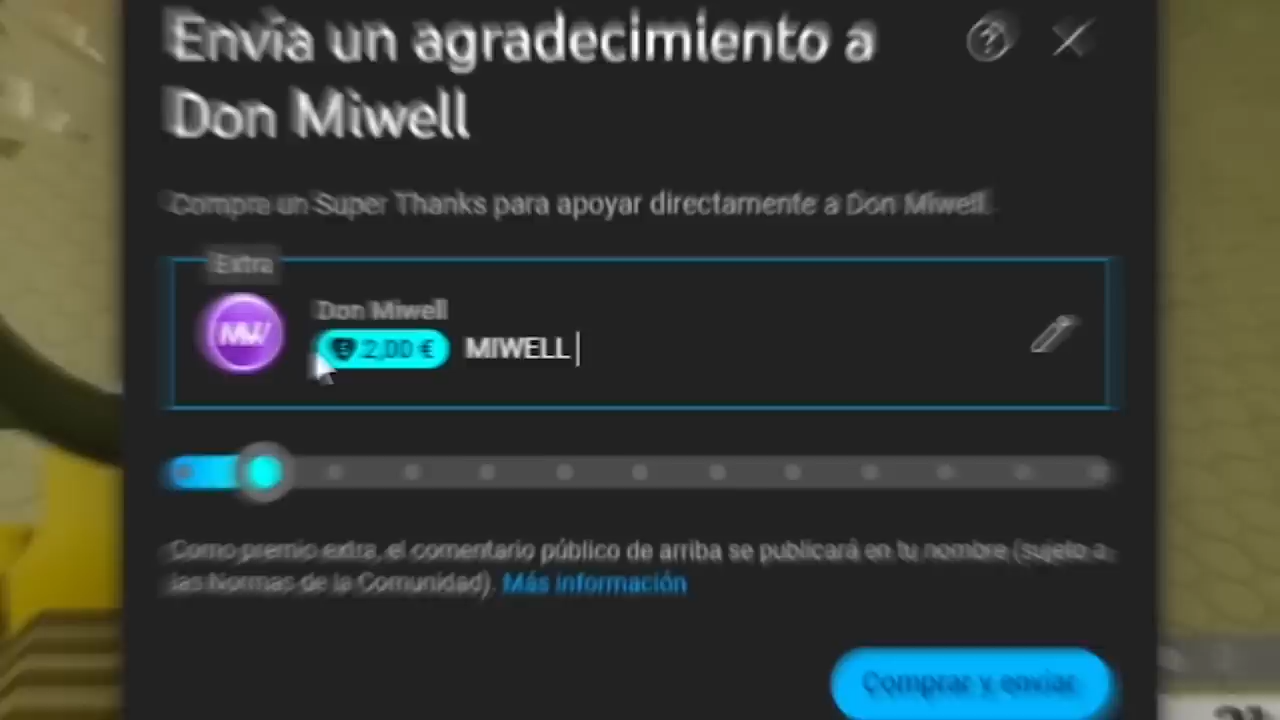 Envía un agradecimiento a
Don Miwell
Compra un Super Thanks para apoyar directamente a Don Miwell.
Extra
MW
Don Miwell
2,00 €
MIWELL
Como premio extra, el comentario público de arriba se publicará en tu nombre (sujeto a
las Normas de la Comunidad). Más información
Comprar y enviar